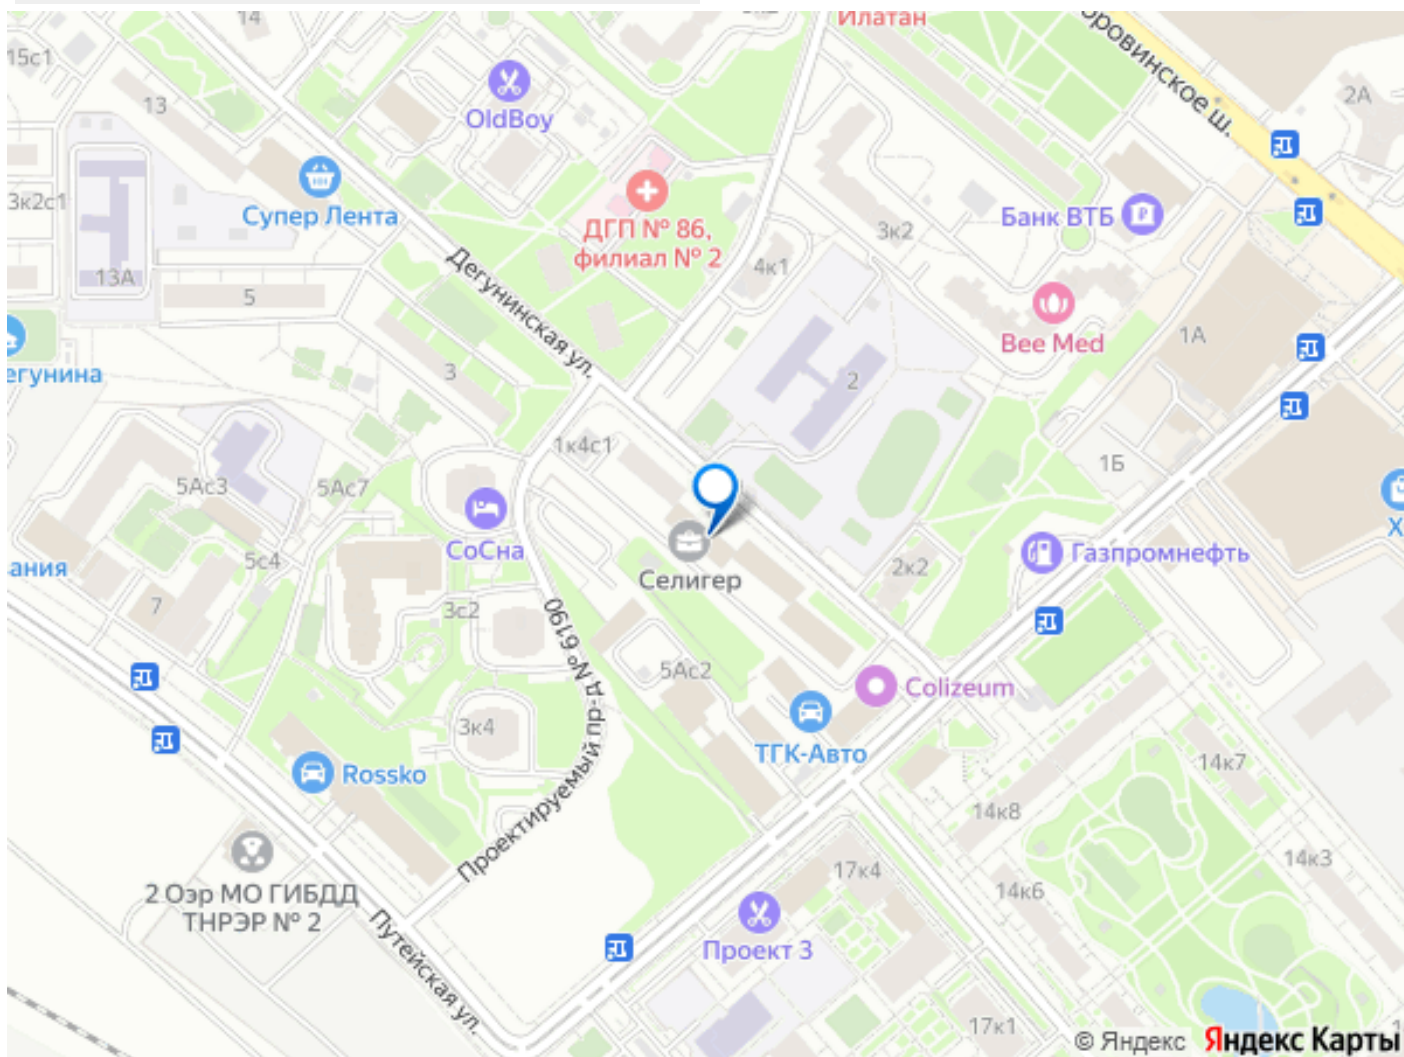 14
3к2
Илатан
15с1
13
OldBoy
2А
3к2с1
Супер Лента
ДГП № 86,
филиал № 2
4к1
3к2
Банк ВТБ
13А
5
Дегунинская ул.
Bee Med
1А
егунина
3
2
1к4с1
1Б
5Ас3
5Ас7
СоСна
Селигер
Газпромнефть
Х
ания
5с4
7
3с2
2к2
Проектируемый пр-д № 6190
5Ас2
Colizeum
3к4
ТГК-Авто
Rossko
14к7
14к8
2 Оэр МО ГИБДД
ТНРЭР № 2
17к4
14к6
14к3
Путейская ул.
Проект 3
17к1
© Яндекс
Яндекс Карты
оровинское ш.